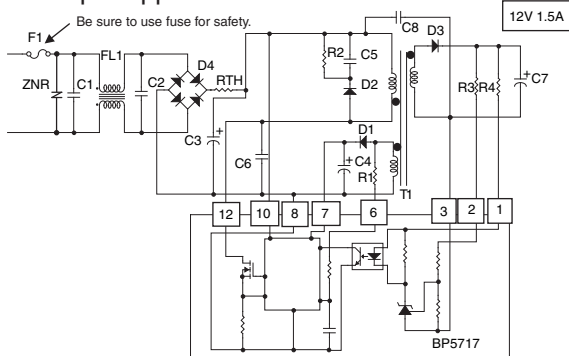 Be sure to use fuse for safety.
12V 1.5A
F1
C8
D3
FL1
D4
R2
C5
ZNR
C1
C2
RTH
D2
R3
R4
C7
C3
D1
C6
C4
R1
T1
12
10
8
7
6
3
2
1
BP5717